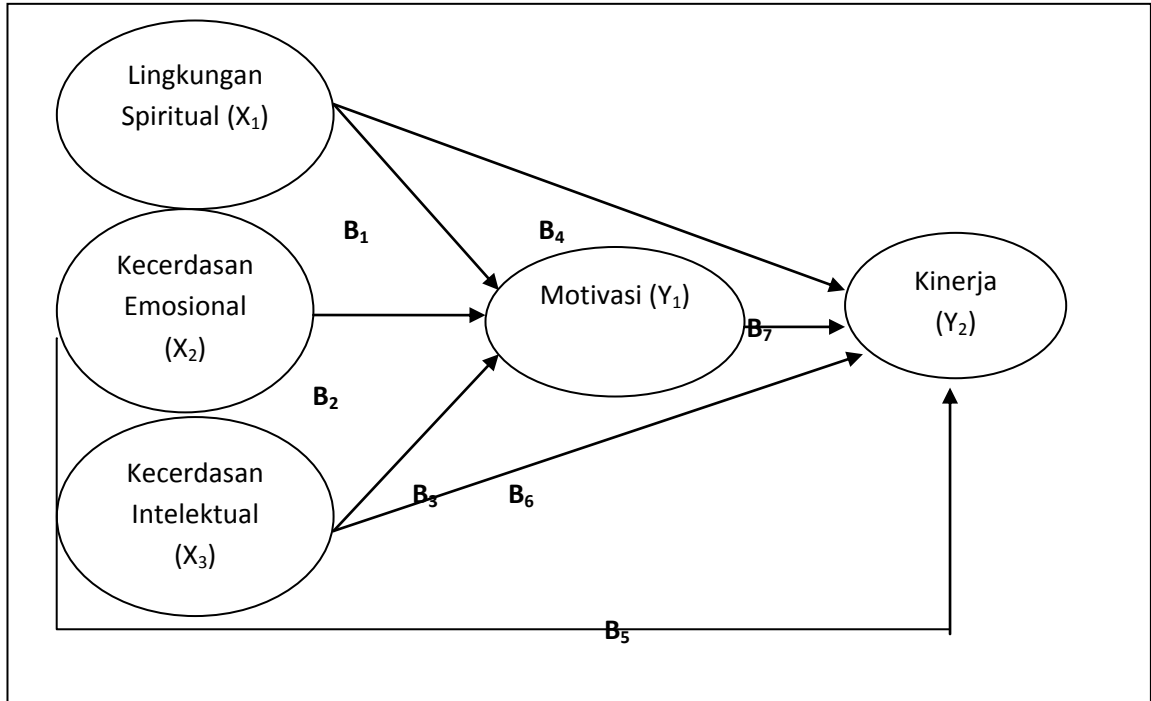 Lingkungan
Spiritual (X₁)
B₁
B₄
Kecerdasan
Emosional
(X₂)
Motivasi (Y₁)
Kinerja
(Y₂)
B₇
B₂
Kecerdasan
Intelektual
(X₃)
B₃
B₆
B₅